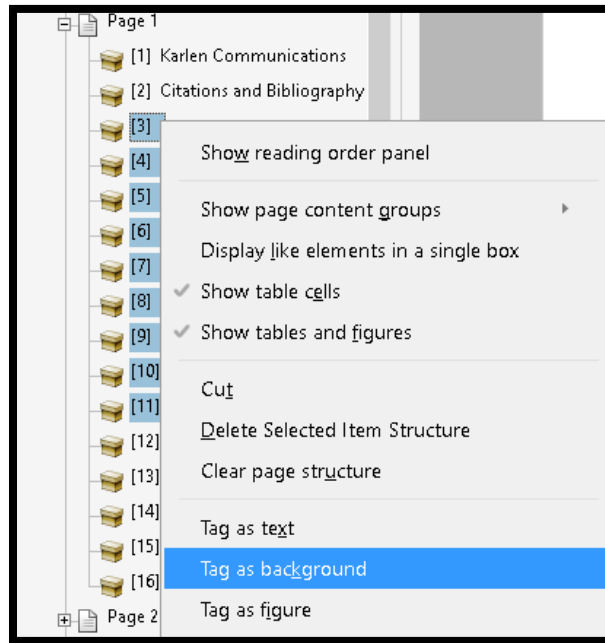 Page 1
[1] Karlen Communications
[2] Citations and Bibliography
[3]
[4]
[5]
[6]
[7]
[8]
[9]
[10]
[11]
[12]
[13]
[14]
[15]
[16]
Page 2
Show reading order panel
Show page content groups
Display like elements in a single box
Show table cells
Show tables and figures
Cut
Delete Selected Item Structure
Clear page structure
Tag as text
Tag as background
Tag as figure